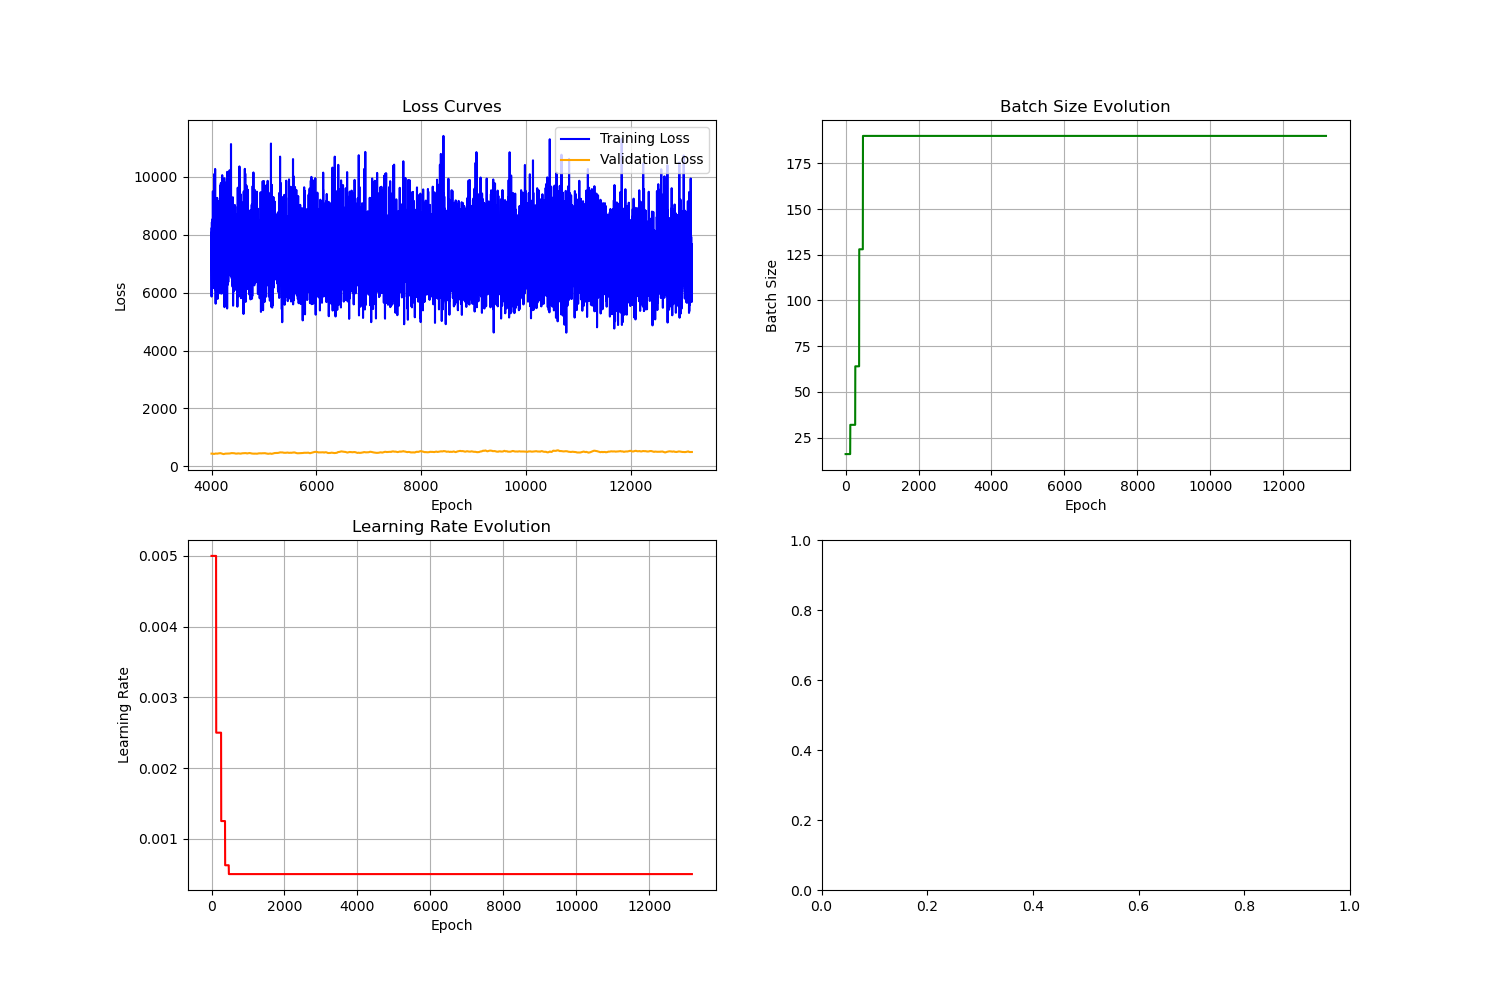 Loss Curves
Training Loss
Validation Loss
10000
8000
6000
4000
2000
0
Loss
4000 6000 8000 10000 12000
Epoch
Batch Size Evolution
175
150
125
100
75
50
25
Batch Size
0 2000 4000 6000 8000 10000 12000
Epoch
Learning Rate Evolution
0.005
0.004
0.003
0.002
0.001
Learning Rate
0 2000 4000 6000 8000 10000 12000
Epoch
1.0
0.8
0.6
0.4
0.2
0.0
0.0 0.2 0.4 0.6 0.8 1.0